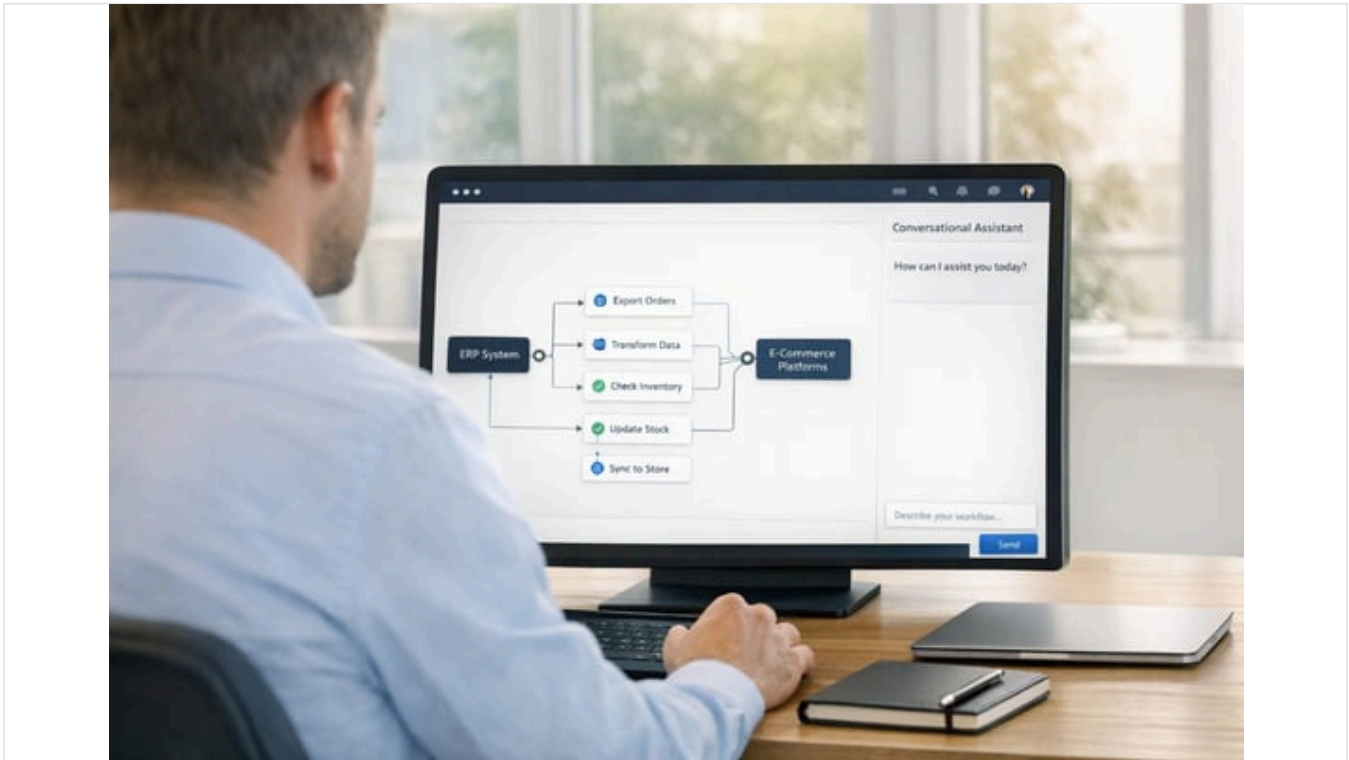 Conversational Assistant
How can I assist you today?
Export Orders
ERP System
Transform Data
E-Commerce
Platforms
Check Inventory
Update Stock
Sync to Store
Describe your workflow...
Send